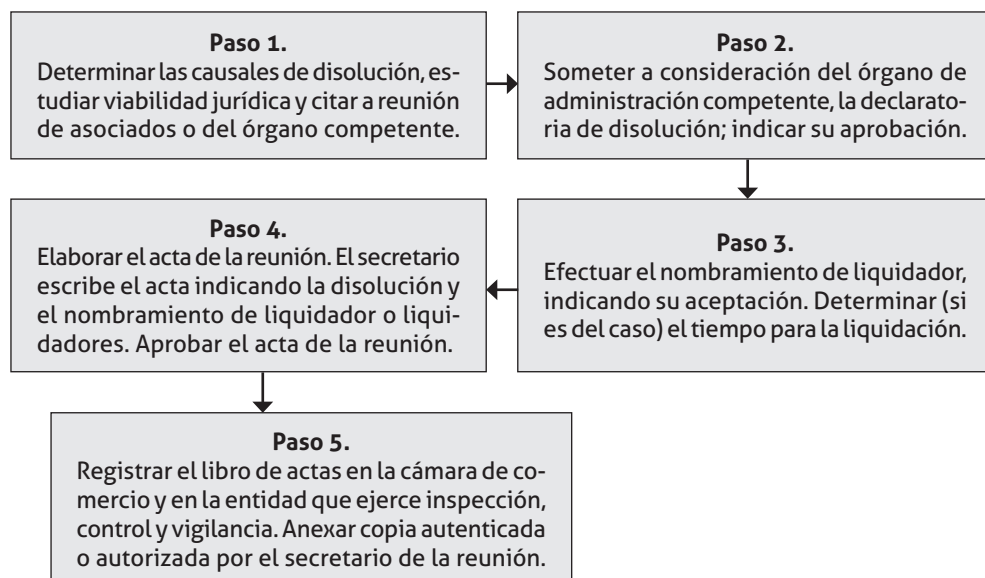 Paso 1.
Determinar las causales de disolución, es-
tudiar viabilidad jurídica y citar a reunión
de asociados o del órgano competente.
Paso 2.
Someter a consideración del órgano de
administración competente, la declarato-
ria de disolución; indicar su aprobación.
Paso 3.
Efectuar el nombramiento de liquidador,
indicando su aceptación. Determinar (si
es del caso) el tiempo para la liquidación.
Paso 4.
Elaborar el acta de la reunión. El secretario
escribe el acta indicando la disolución y
el nombramiento de liquidador o liqui-
dadores. Aprobar el acta de la reunión.
Paso 5.
Registrar el libro de actas en la cámara de co-
mercio y en la entidad que ejerce inspección,
control y vigilancia. Anexar copia autenticada
o autorizada por el secretario de la reunión.